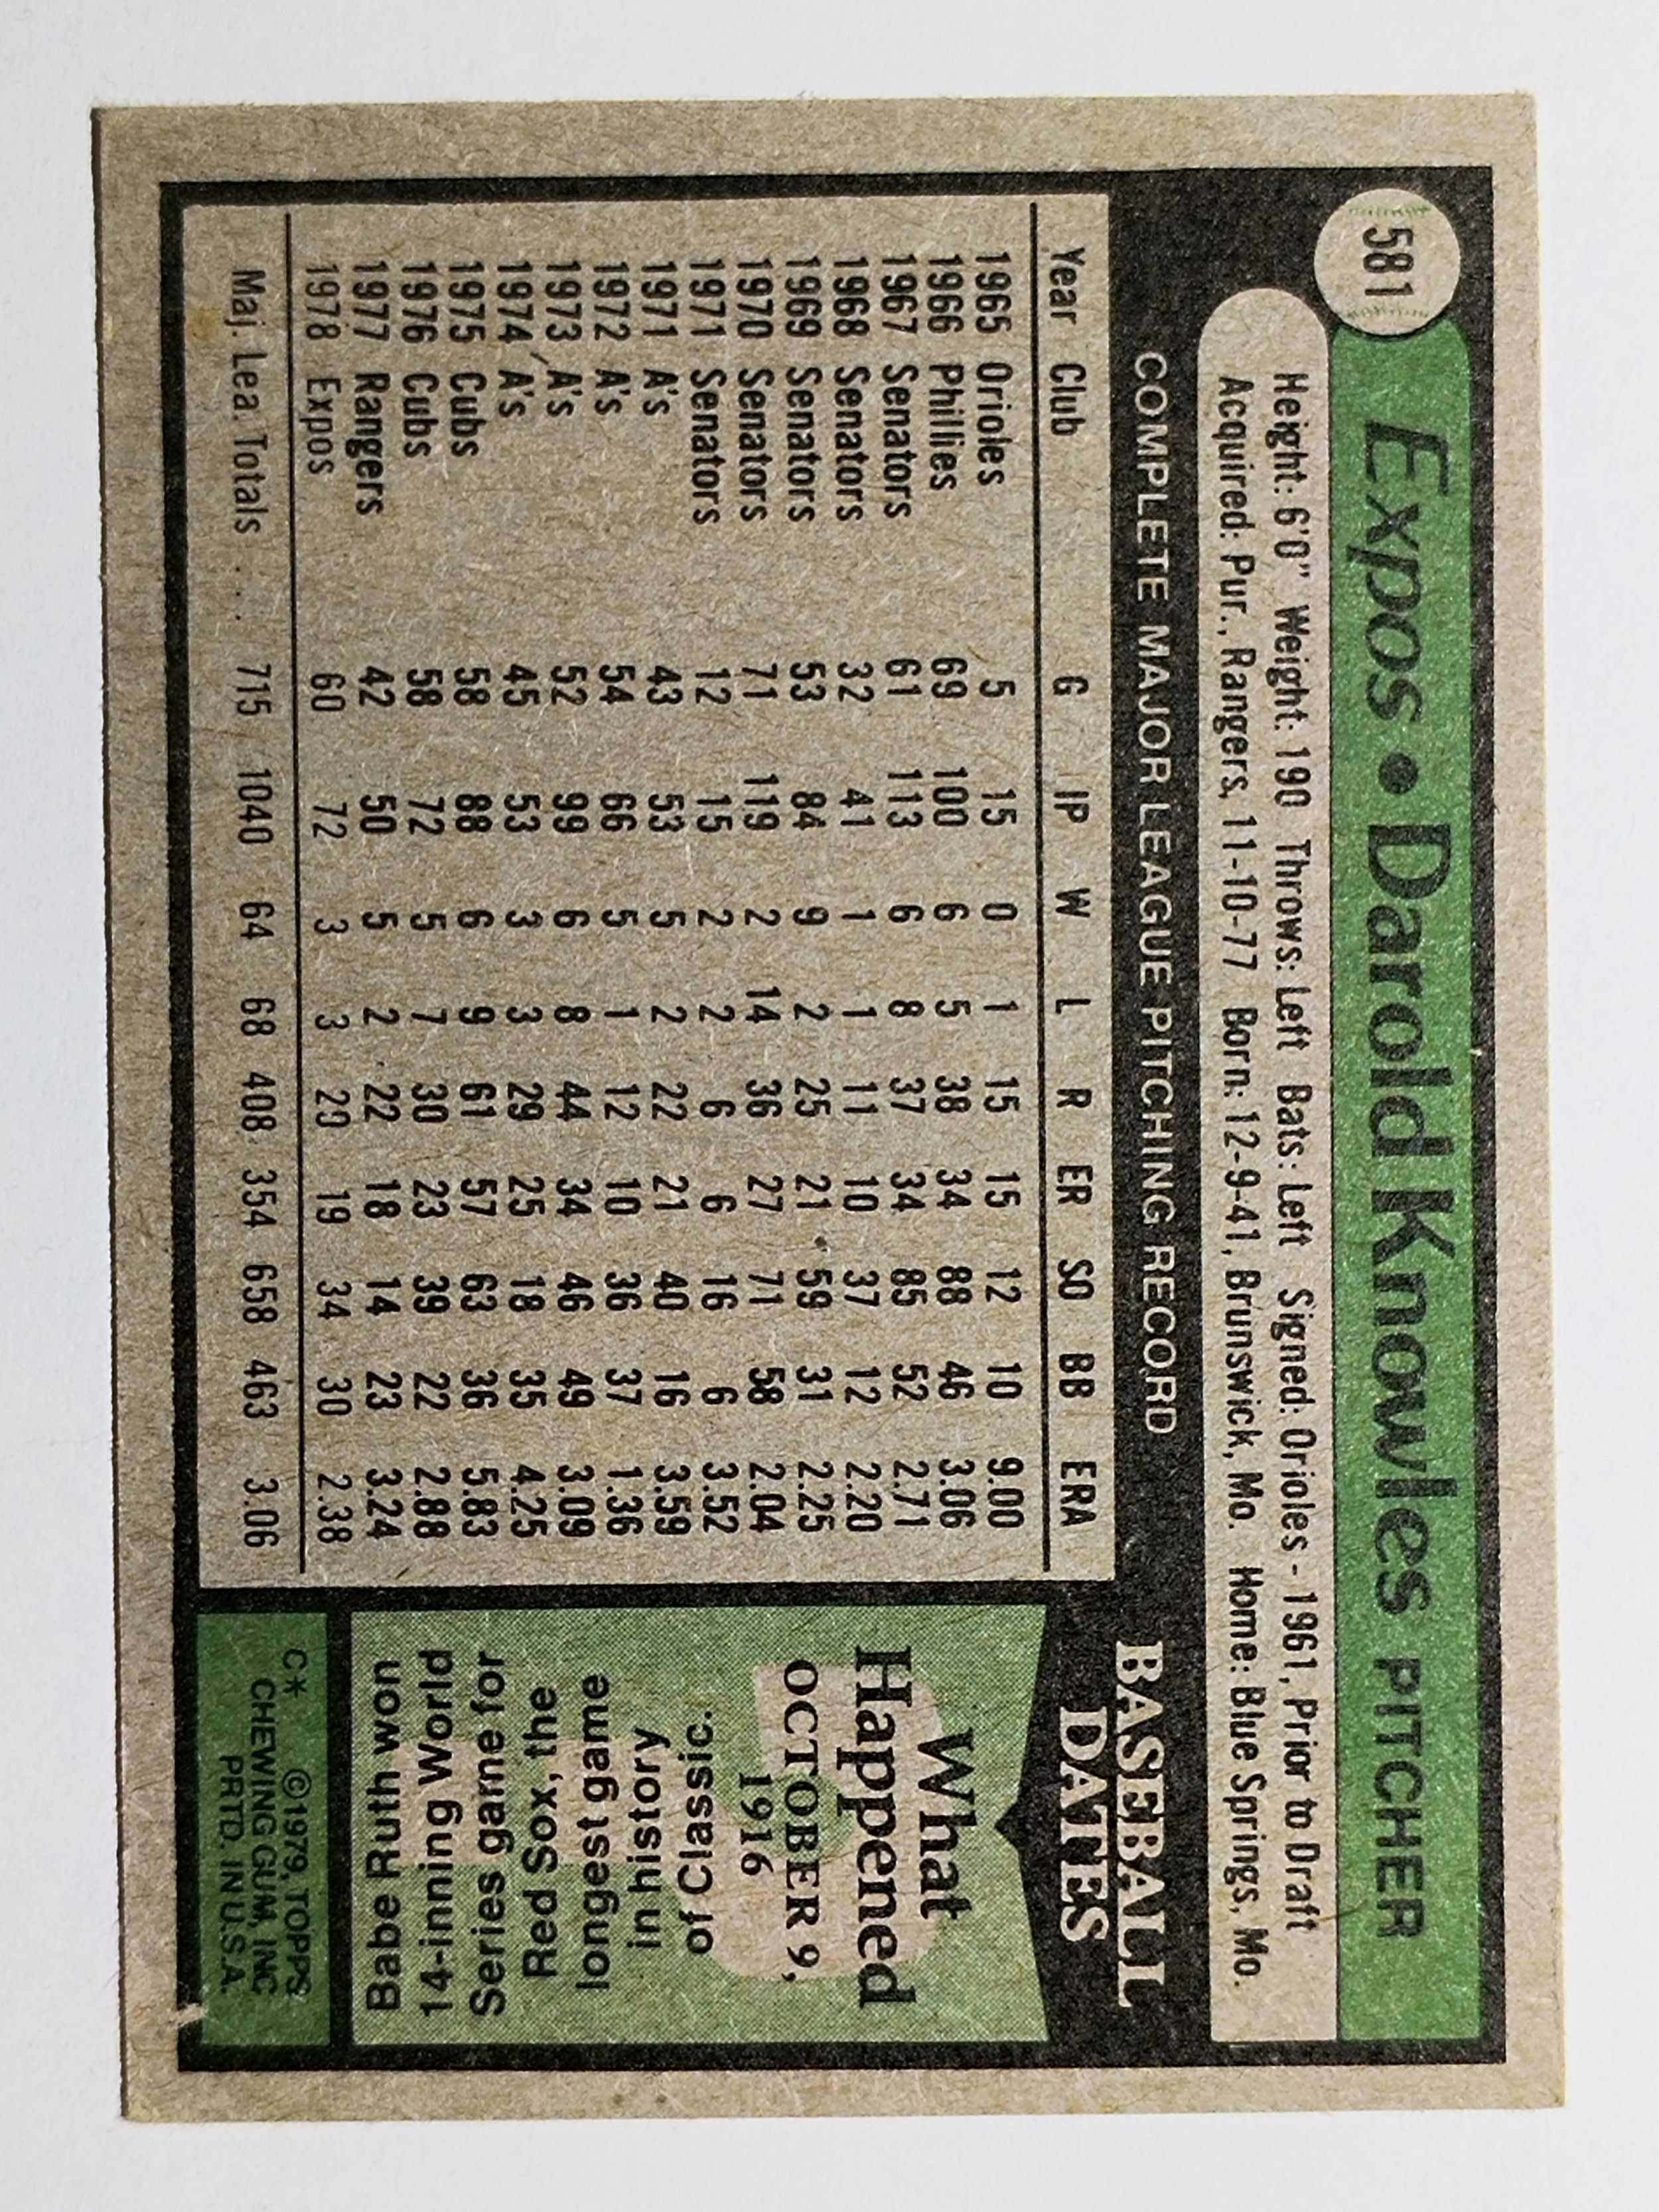 581
Expos • Darold Knowles PITCHER
Height: 6'0" Weight: 190 Throws: Left Bats: Left Signed: Orioles - 1961, Prior to Draft
Acquired: Pur., Rangers, 11-10-77 Born: 12-9-41, Brunswick, Mo. Home: Blue Springs, Mo.
COMPLETE MAJOR LEAGUE PITCHING RECORD
Year Club G IP W L R ER SO BB ERA
1965 Orioles 5 15 0 1 15 15 12 10 9.00
1966 Phillies 69 100 6 5 38 34 88 46 3.06
1967 Senators 61 113 6 8 37 34 85 52 2.71
1968 Senators 32 41 1 1 11 10 37 12 2.20
1969 Senators 53 84 9 2 25 21 59 31 2.25
1970 Senators 71 119 2 14 36 27 71 58 2.04
1971 Senators 12 15 2 2 6 6 16 6 3.52
1971 A's 43 53 5 2 22 21 40 16 3.59
1972 A's 54 66 5 1 12 10 36 37 1.36
1973 A's 52 99 6 8 44 34 46 49 3.09
1974 A's 45 53 3 3 29 25 18 35 4.25
1975 Cubs 58 88 6 9 61 57 63 36 5.83
1976 Cubs 58 72 5 7 30 23 39 22 2.88
1977 Rangers 42 50 5 2 22 18 14 23 3.24
1978 Expos 60 72 3 3 20 19 34 30 2.38
Maj. Lea. Totals . . . 715 1040 64 68 408 354 658 463 3.06
BASEBALL
DATES
What
Happened
OCTOBER 9,
1916
Babe Ruth won
14-inning World
Series game for
Red Sox, the
longest game
in history
of Classic.
C* ©1979, TOPPS
CHEWING GUM, INC
PRTD. IN U.S.A.